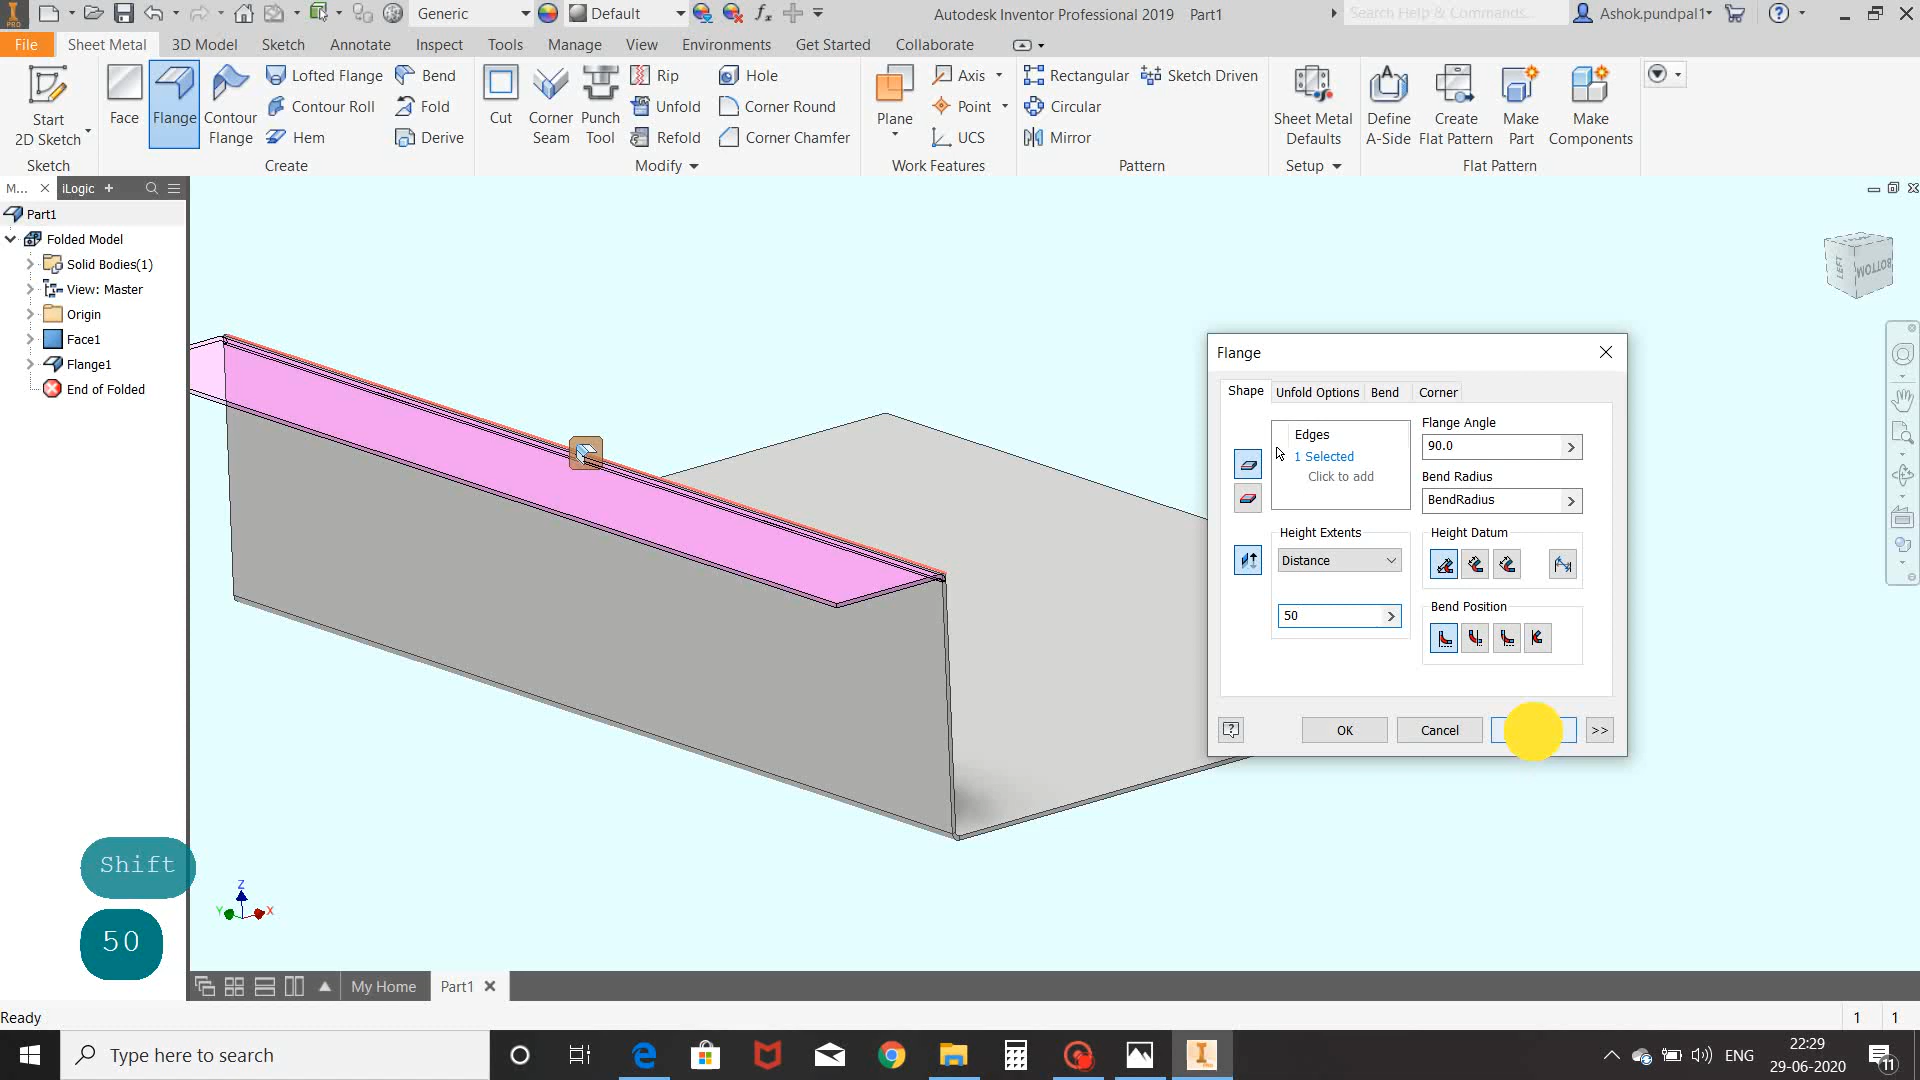 Generic
Default
Autodesk Inventor Professional 2019 Part1
Search Help & Commands...
Ashok.pundpal1
File Sheet Metal 3D Model Sketch Annotate Inspect Tools Manage View Environments Get Started Collaborate
Start
2D Sketch
Sketch
Face
Flange
Contour
Flange
Lofted Flange
Contour Roll
Hem
Bend
Fold
Derive
Create
Cut
Corner
Seam
Punch
Tool
Rip
Unfold
Refold
Hole
Corner Round
Corner Chamfer
Modify
Plane
Axis
Point
UCS
Work Features
Rectangular
Circular
Mirror
Sketch Driven
Pattern
Sheet Metal
Defaults
Setup
Define
A-Side
Create
Flat Pattern
Make
Part
Make
Components
Flat Pattern
M...
iLogic
Part1
Folded Model
Solid Bodies(1)
View: Master
Origin
Face1
Flange1
End of Folded
LEFT
BOTTOM
Flange
Shape Unfold Options Bend Corner
Edges
1 Selected
Click to add
Flange Angle
90.0
Bend Radius
BendRadius
Height Extents
Distance
50
Height Datum
Bend Position
OK
Cancel
>>
Shift
50
Z
Y
X
My Home
Part1
Ready
1 1
Type here to search
ENG
22:29
29-06-2020
11